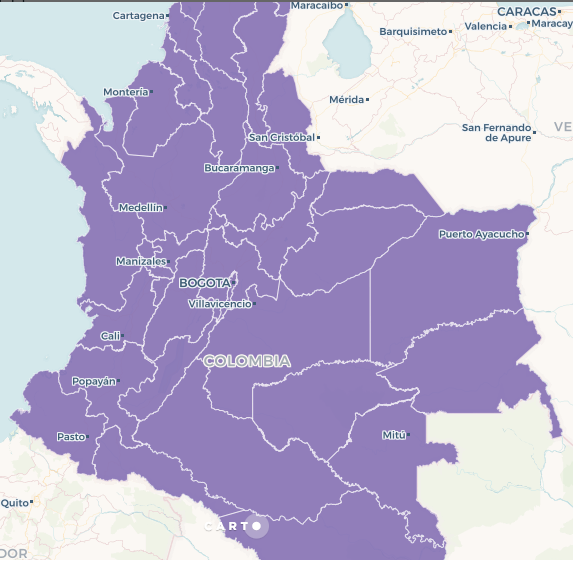 Maracaibo
CARACAS
Cartagena
Maracay
Valencia
Barquisimeto
Montería
Mérida
San Cristóbal
San Fernando
de Apure
VE
Bucaramanga
Medellín
Puerto Ayacucho
Manizales
BOGOTA
Villavicencio
Cali
COLOMBIA
Popayán
Pasto
Mitú
Quito
CARTO
DOR